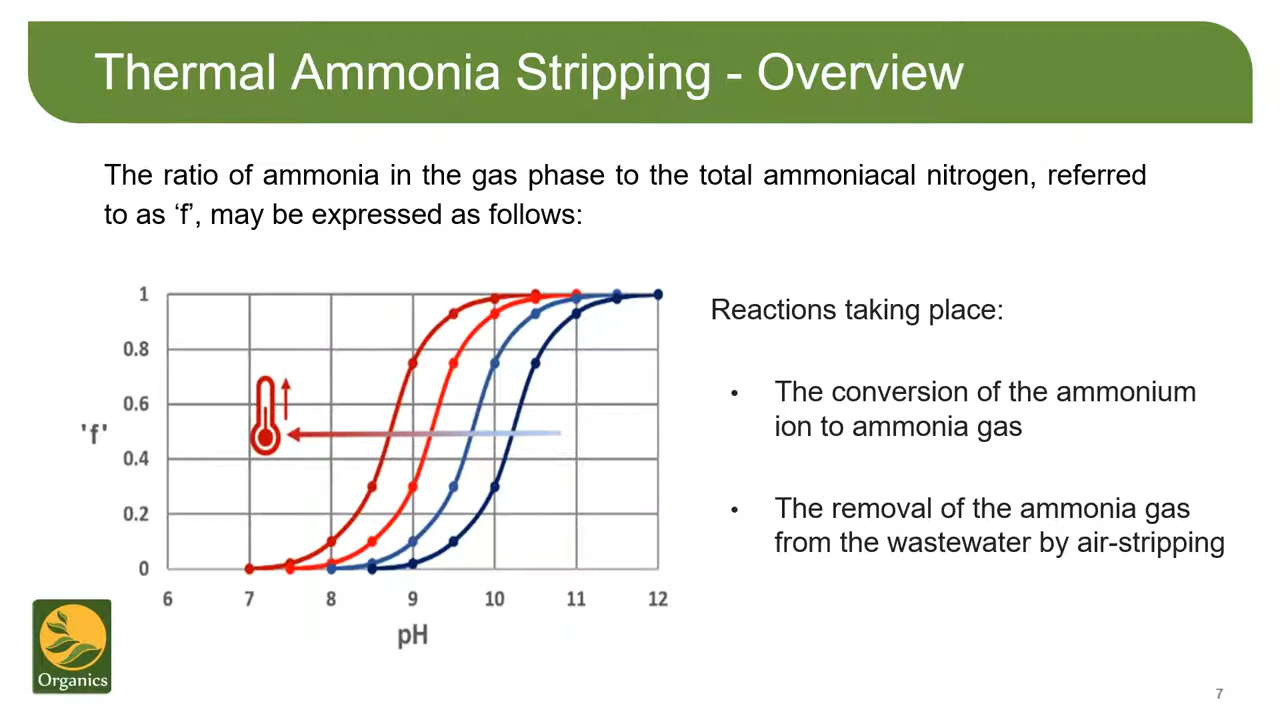 Thermal Ammonia Stripping - Overview
The ratio of ammonia in the gas phase to the total ammoniacal nitrogen, referred
to as ‘f’, may be expressed as follows:
1
0.8
0.6
0.4
0.2
0
'f'
6 7 8 9 10 11 12
pH
Reactions taking place:
• The conversion of the ammonium
ion to ammonia gas
• The removal of the ammonia gas
from the wastewater by air-stripping
Organics
7